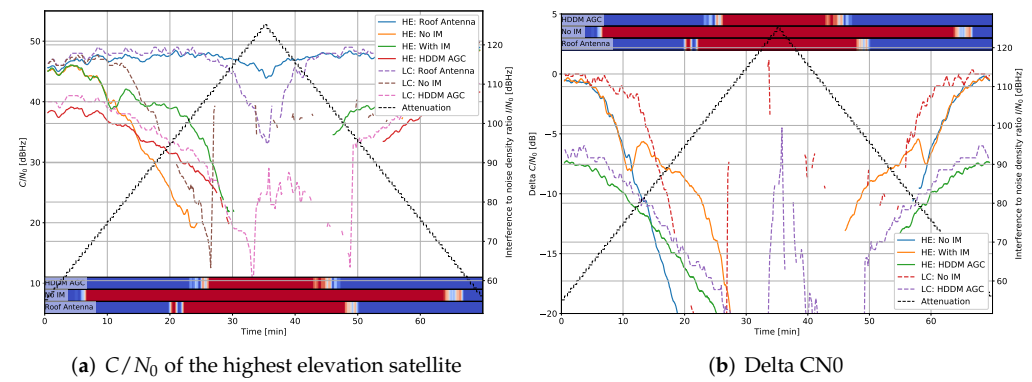 50
40
30
20
10
C/N₀ [dBHz]
120
110
100
90
80
70
60
Interference to noise density ratio I/N₀ [dBHz]
HE: Roof Antenna
HE: No IM
HE: With IM
HE: HDDM AGC
LC: Roof Antenna
LC: No IM
LC: HDDM AGC
Attenuation
HDDM AGC
No IM
Roof Antenna
0 10 20 30 40 50 60
Time [min]
(a) C/N₀ of the highest elevation satellite
5
0
−5
−10
−15
−20
Delta C/N₀ [dB]
HDDM AGC
No IM
Roof Antenna
120
110
100
90
80
70
60
Interference to noise density ratio I/N₀ [dBHz]
HE: No IM
HE: With IM
HE: HDDM AGC
LC: No IM
LC: HDDM AGC
Attenuation
0 10 20 30 40 50 60
Time [min]
(b) Delta CN0